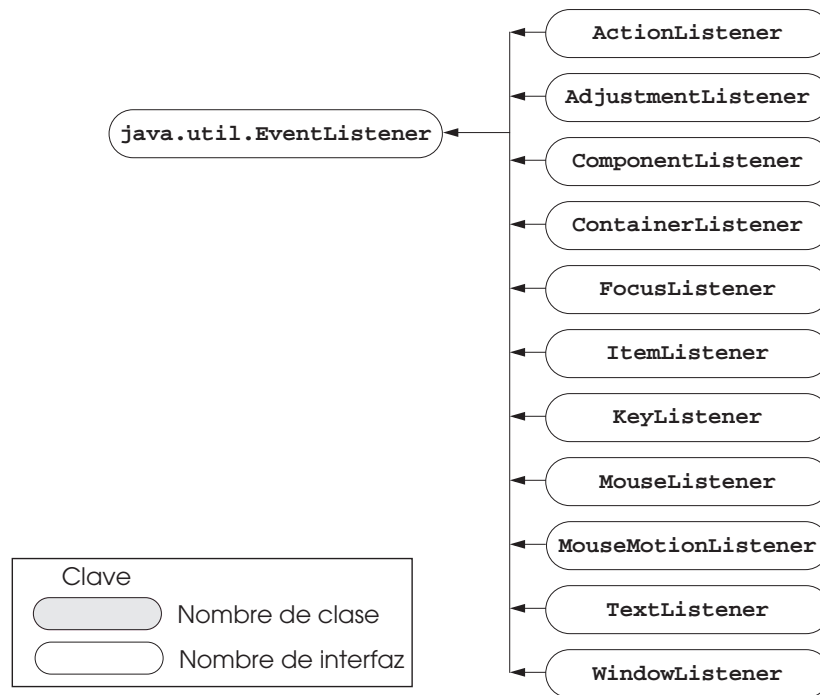 ActionListener
AdjustmentListener
java.util.EventListener
ComponentListener
ContainerListener
FocusListener
ItemListener
KeyListener
MouseListener
MouseMotionListener
TextListener
WindowListener
Clave
Nombre de clase
Nombre de interfaz